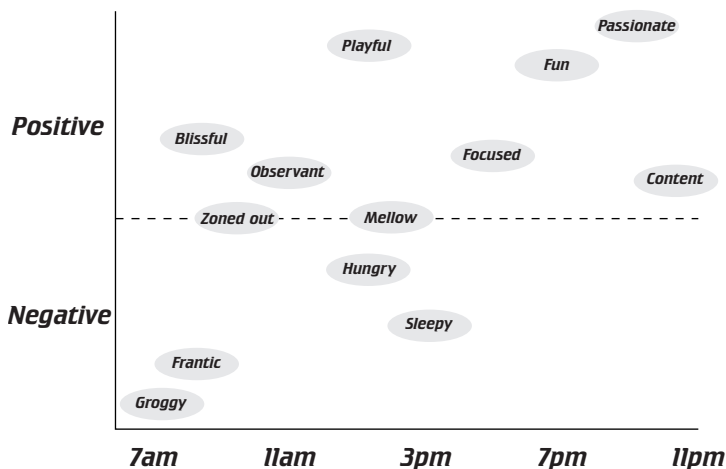 Passionate
Playful
Fun
Positive
Blissful
Focused
Observant
Content
Zoned out
Mellow
Hungry
Negative
Sleepy
Frantic
Groggy
7am 11am 3pm 7pm 11pm